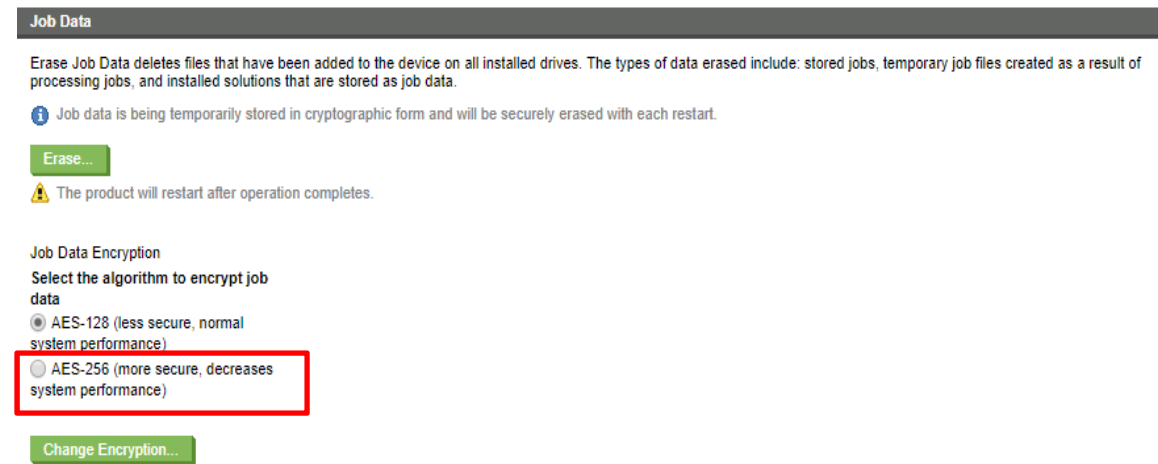 Job Data
Erase Job Data deletes files that have been added to the device on all installed drives. The types of data erased include: stored jobs, temporary job files created as a result of
processing jobs, and installed solutions that are stored as job data.
Job data is being temporarily stored in cryptographic form and will be securely erased with each restart.
Erase...
The product will restart after operation completes.
Job Data Encryption
Select the algorithm to encrypt job
data
AES-128 (less secure, normal
system performance)
AES-256 (more secure, decreases
system performance)
Change Encryption...